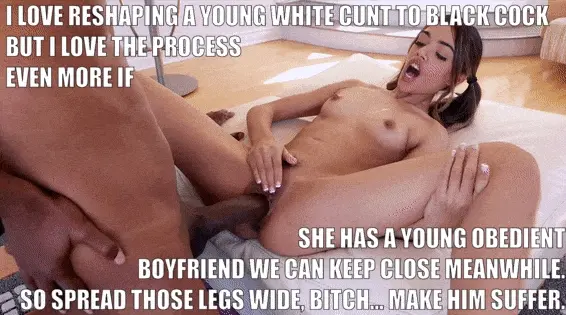 I LOVE RESHAPING A YOUNG WHITE CUNT TO BLACK COCK
BUT I LOVE THE PROCESS
EVEN MORE IF
SHE HAS A YOUNG OBEDIENT
BOYFRIEND WE CAN KEEP CLOSE MEANWHILE.
SO SPREAD THOSE LEGS WIDE, BITCH... MAKE HIM SUFFER.